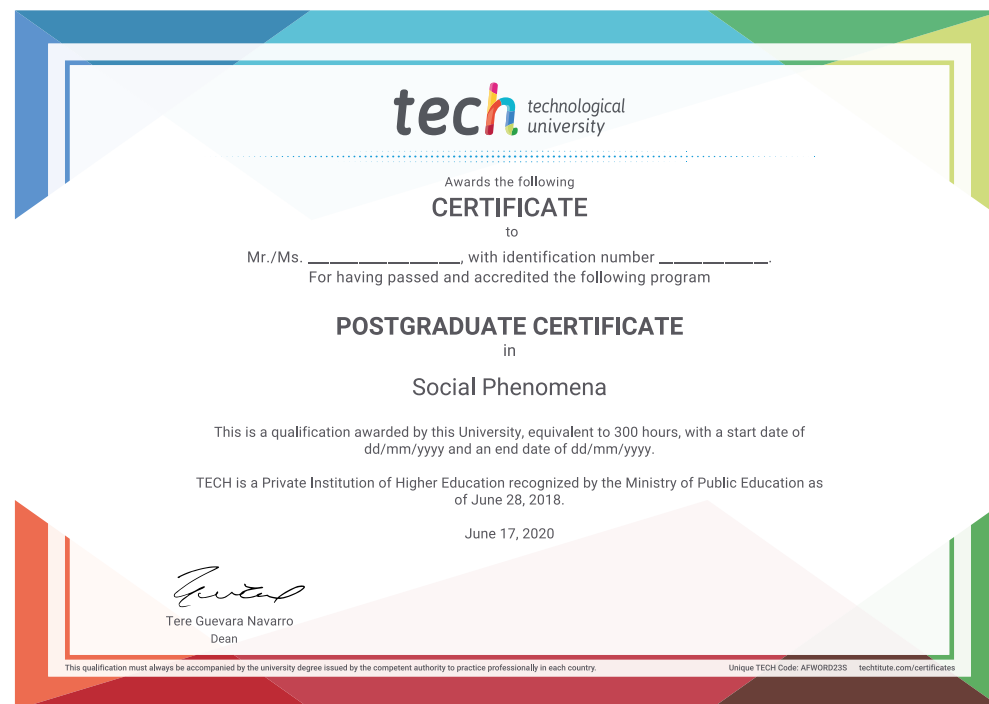 tech technological
university
Awards the following
CERTIFICATE
to
Mr./Ms. ____________________, with identification number ______________.
For having passed and accredited the following program
POSTGRADUATE CERTIFICATE
in
Social Phenomena
This is a qualification awarded by this University, equivalent to 300 hours, with a start date of
dd/mm/yyyy and an end date of dd/mm/yyyy.
TECH is a Private Institution of Higher Education recognized by the Ministry of Public Education as
of June 28, 2018.
June 17, 2020
Tere Guevara Navarro
Dean
This qualification must always be accompanied by the university degree issued by the competent authority to practice professionally in each country.
Unique TECH Code: AFWORD23S techtitute.com/certificates